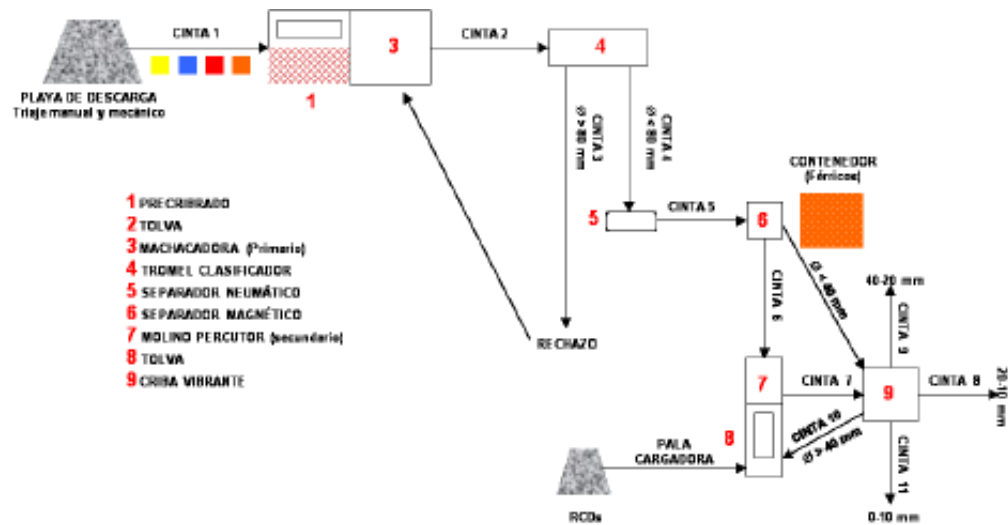 CINTA 1
3
CINTA 2
4
1
PLAYA DE DESCARGA
Triaje manual y mecánico
CINTA 3
Ø > 80 mm
CINTA 4
Ø < 80 mm
CONTENEDOR
(Férricos)
5
CINTA 5
6
1 PRECRIBADO
2 TOLVA
3 MACHACADORA (Primario)
4 TROMEL CLASIFICADOR
5 SEPARADOR NEUMÁTICO
6 SEPARADOR MAGNÉTICO
7 MOLINO PERCUTOR (secundario)
8 TOLVA
9 CRIBA VIBRANTE
RECHAZO
CINTA 6
Ø < 40 mm
40-20 mm
CINTA 9
7
CINTA 7
9
CINTA 8
20-10 mm
8
CINTA 10
Ø > 40 mm
PALA
CARGADORA
CINTA 11
RCDs
0-10 mm